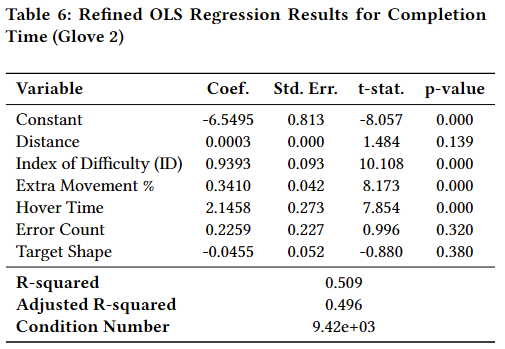 Table 6: Refined OLS Regression Results for Completion
Time (Glove 2)
Variable Coef. Std. Err. t-stat. p-value
Constant -6.5495 0.813 -8.057 0.000
Distance 0.0003 0.000 1.484 0.139
Index of Difficulty (ID) 0.9393 0.093 10.108 0.000
Extra Movement % 0.3410 0.042 8.173 0.000
Hover Time 2.1458 0.273 7.854 0.000
Error Count 0.2259 0.227 0.996 0.320
Target Shape -0.0455 0.052 -0.880 0.380
R-squared 0.509
Adjusted R-squared 0.496
Condition Number 9.42e+03